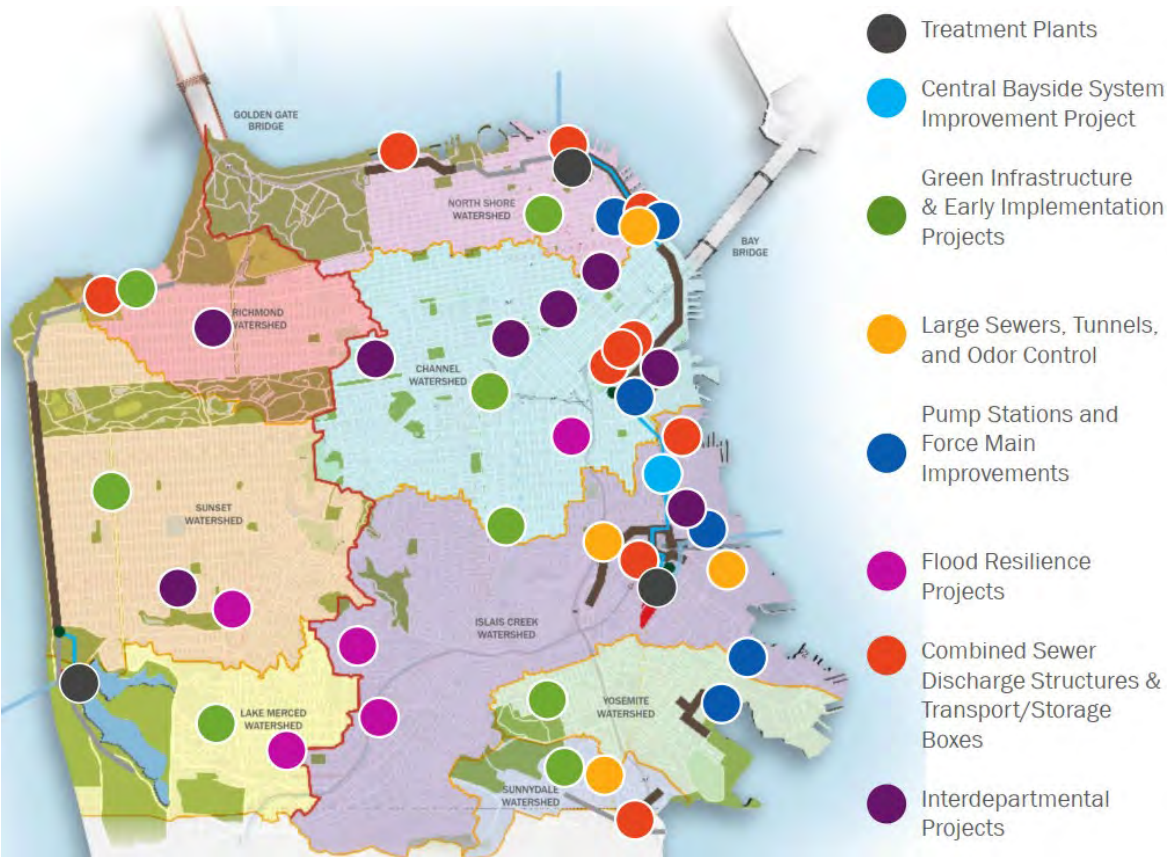 GOLDEN GATE
BRIDGE
NORTH SHORE
WATERSHED
BAY
BRIDGE
RICHMOND
WATERSHED
CHANNEL
WATERSHED
SUNSET
WATERSHED
ISLAIS CREEK
WATERSHED
LAKE MERCED
WATERSHED
YOSEMITE
WATERSHED
SUNNYDALE
WATERSHED
Treatment Plants
Central Bayside System
Improvement Project
Green Infrastructure
& Early Implementation
Projects
Large Sewers, Tunnels,
and Odor Control
Pump Stations and
Force Main
Improvements
Flood Resilience
Projects
Combined Sewer
Discharge Structures &
Transport/Storage
Boxes
Interdepartmental
Projects